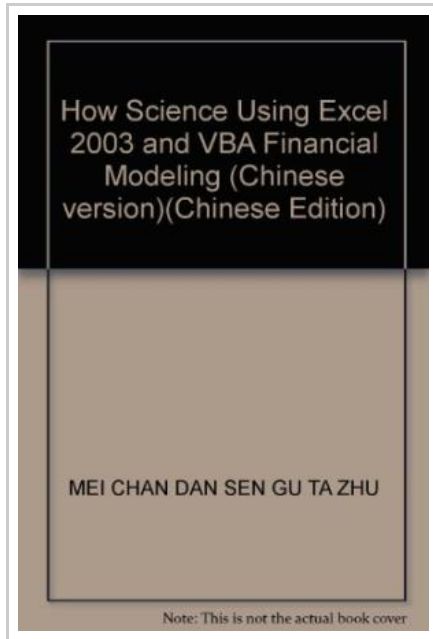 How Science Using Excel
2003 and VBA Financial
Modeling (Chinese
version)(Chinese Edition)
MEI CHAN DAN SEN GU TA ZHU
Note: This is not the actual book cover